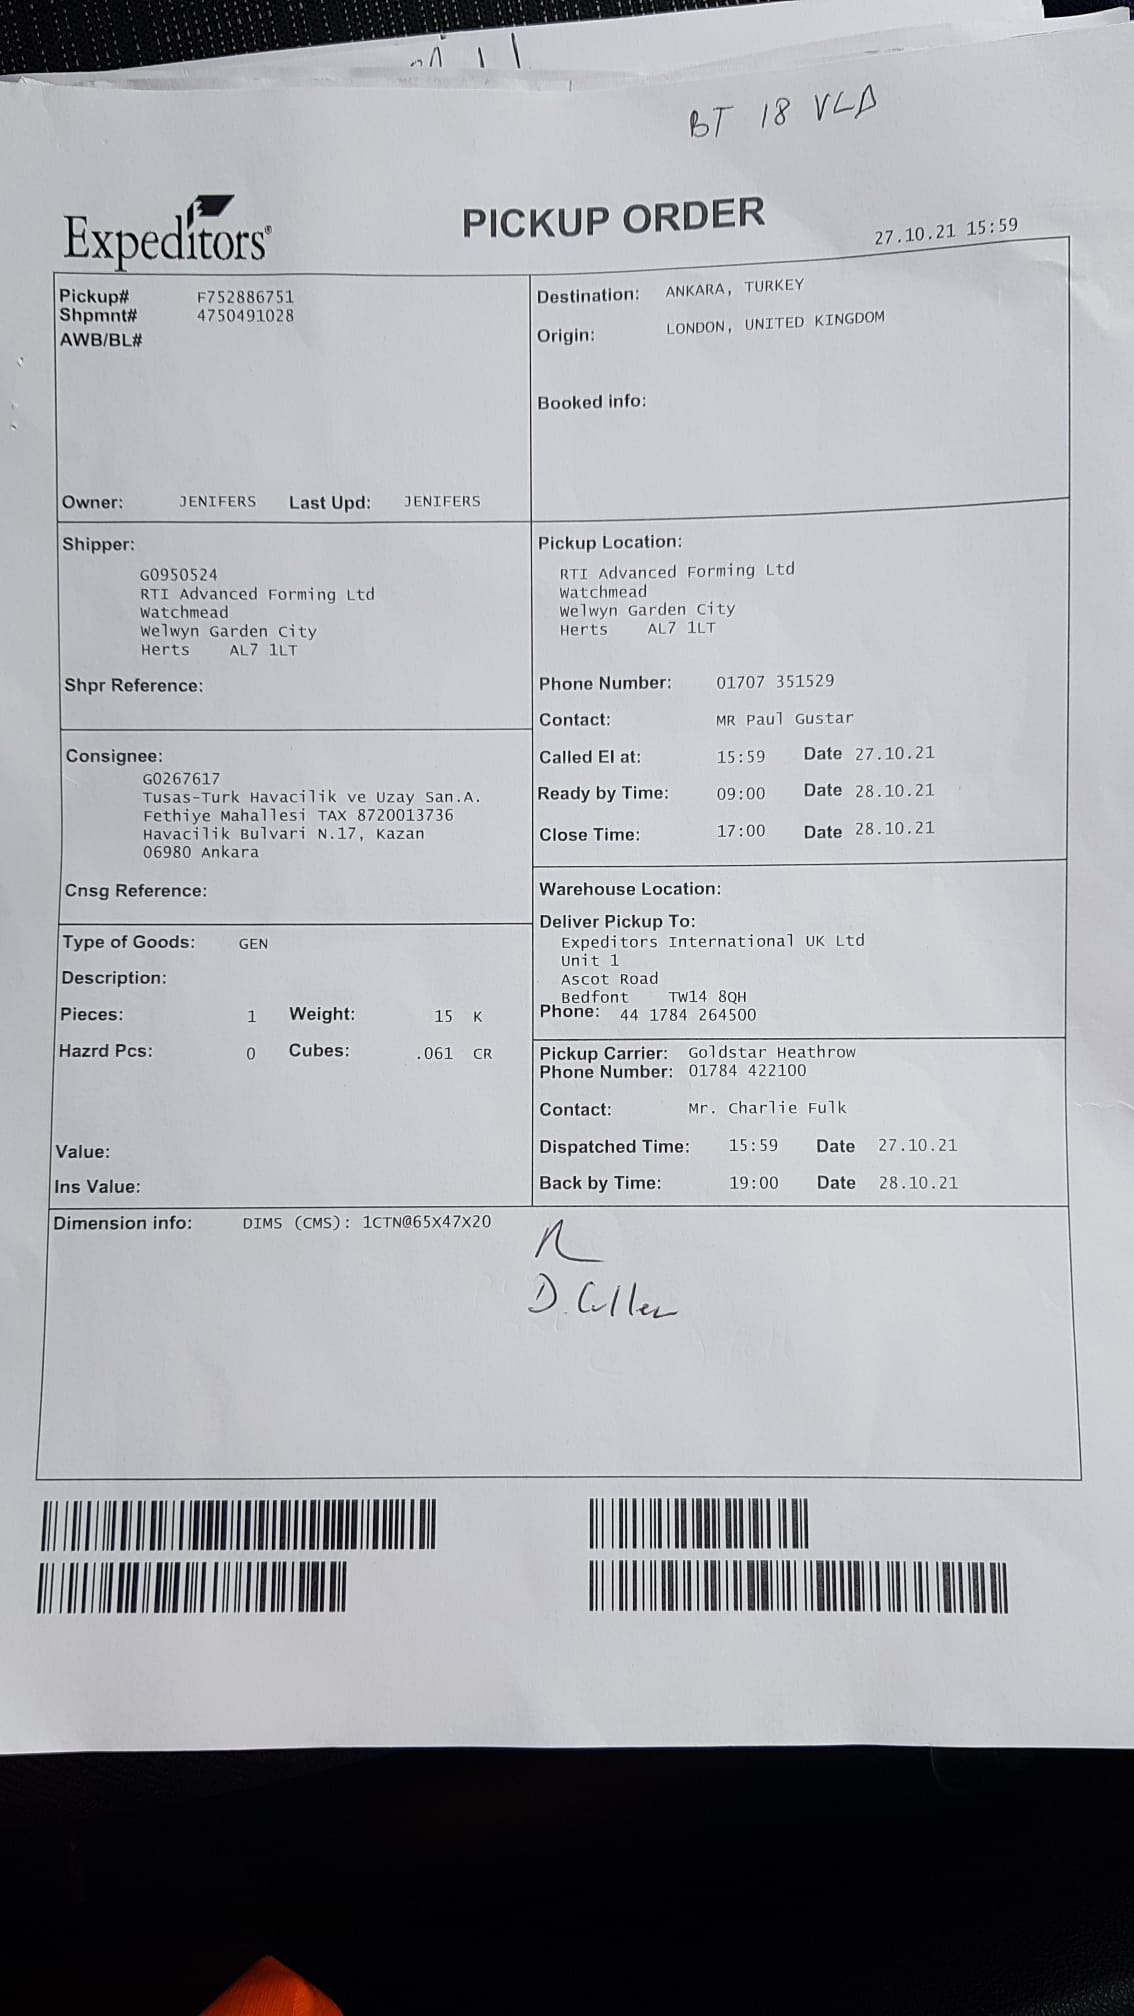 BT 18 VLA
Expeditors®
PICKUP ORDER
27.10.21 15:59
Pickup# F752886751
Shpmnt# 4750491028
AWB/BL#
Owner: JENIFERS Last Upd: JENIFERS
Destination: ANKARA, TURKEY
Origin: LONDON, UNITED KINGDOM
Booked info:
Shipper:
G0950524
RTI Advanced Forming Ltd
Watchmead
Welwyn Garden City
Herts AL7 1LT
Shpr Reference:
Pickup Location:
RTI Advanced Forming Ltd
Watchmead
Welwyn Garden City
Herts AL7 1LT
Phone Number: 01707 351529
Contact: MR Paul Gustar
Called EI at: 15:59 Date 27.10.21
Ready by Time: 09:00 Date 28.10.21
Close Time: 17:00 Date 28.10.21
Consignee:
G0267617
Tusas-Turk Havacilik ve Uzay San.A.
Fethiye Mahallesi TAX 8720013736
Havacilik Bulvari N.17, Kazan
06980 Ankara
Cnsg Reference:
Warehouse Location:
Deliver Pickup To:
Expeditors International UK Ltd
Unit 1
Ascot Road
Bedfont TW14 8QH
Phone: 44 1784 264500
Type of Goods: GEN
Description:
Pieces: 1 Weight: 15 K
Hazrd Pcs: 0 Cubes: .061 CR
Value:
Ins Value:
Pickup Carrier: Goldstar Heathrow
Phone Number: 01784 422100
Contact: Mr. Charlie Fulk
Dispatched Time: 15:59 Date 27.10.21
Back by Time: 19:00 Date 28.10.21
Dimension info: DIMS (CMS): 1CTN@65X47X20
D. Cullen